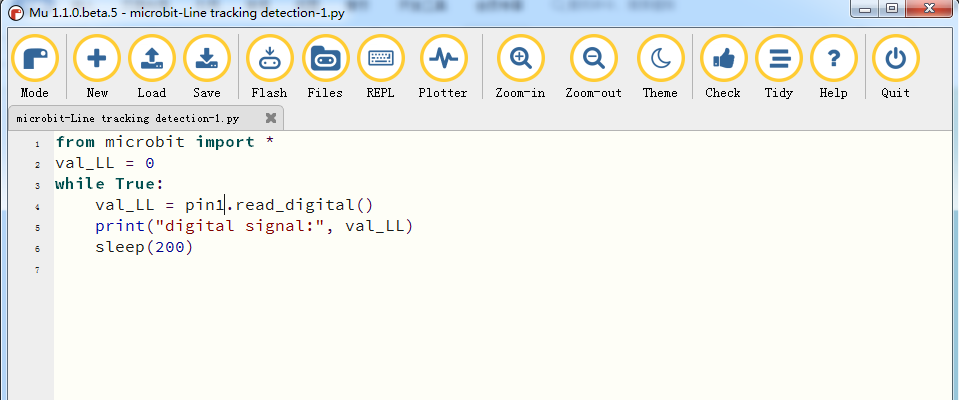 Mu 1.1.0.beta.5 - microbit-Line tracking detection-1.py
Mode New Load Save Flash Files REPL Plotter Zoom-in Zoom-out Theme Check Tidy Help Quit
microbit-Line tracking detection-1.py
1 from microbit import *
2 val_LL = 0
3 while True:
4     val_LL = pin1.read_digital()
5     print("digital signal:", val_LL)
6     sleep(200)
7